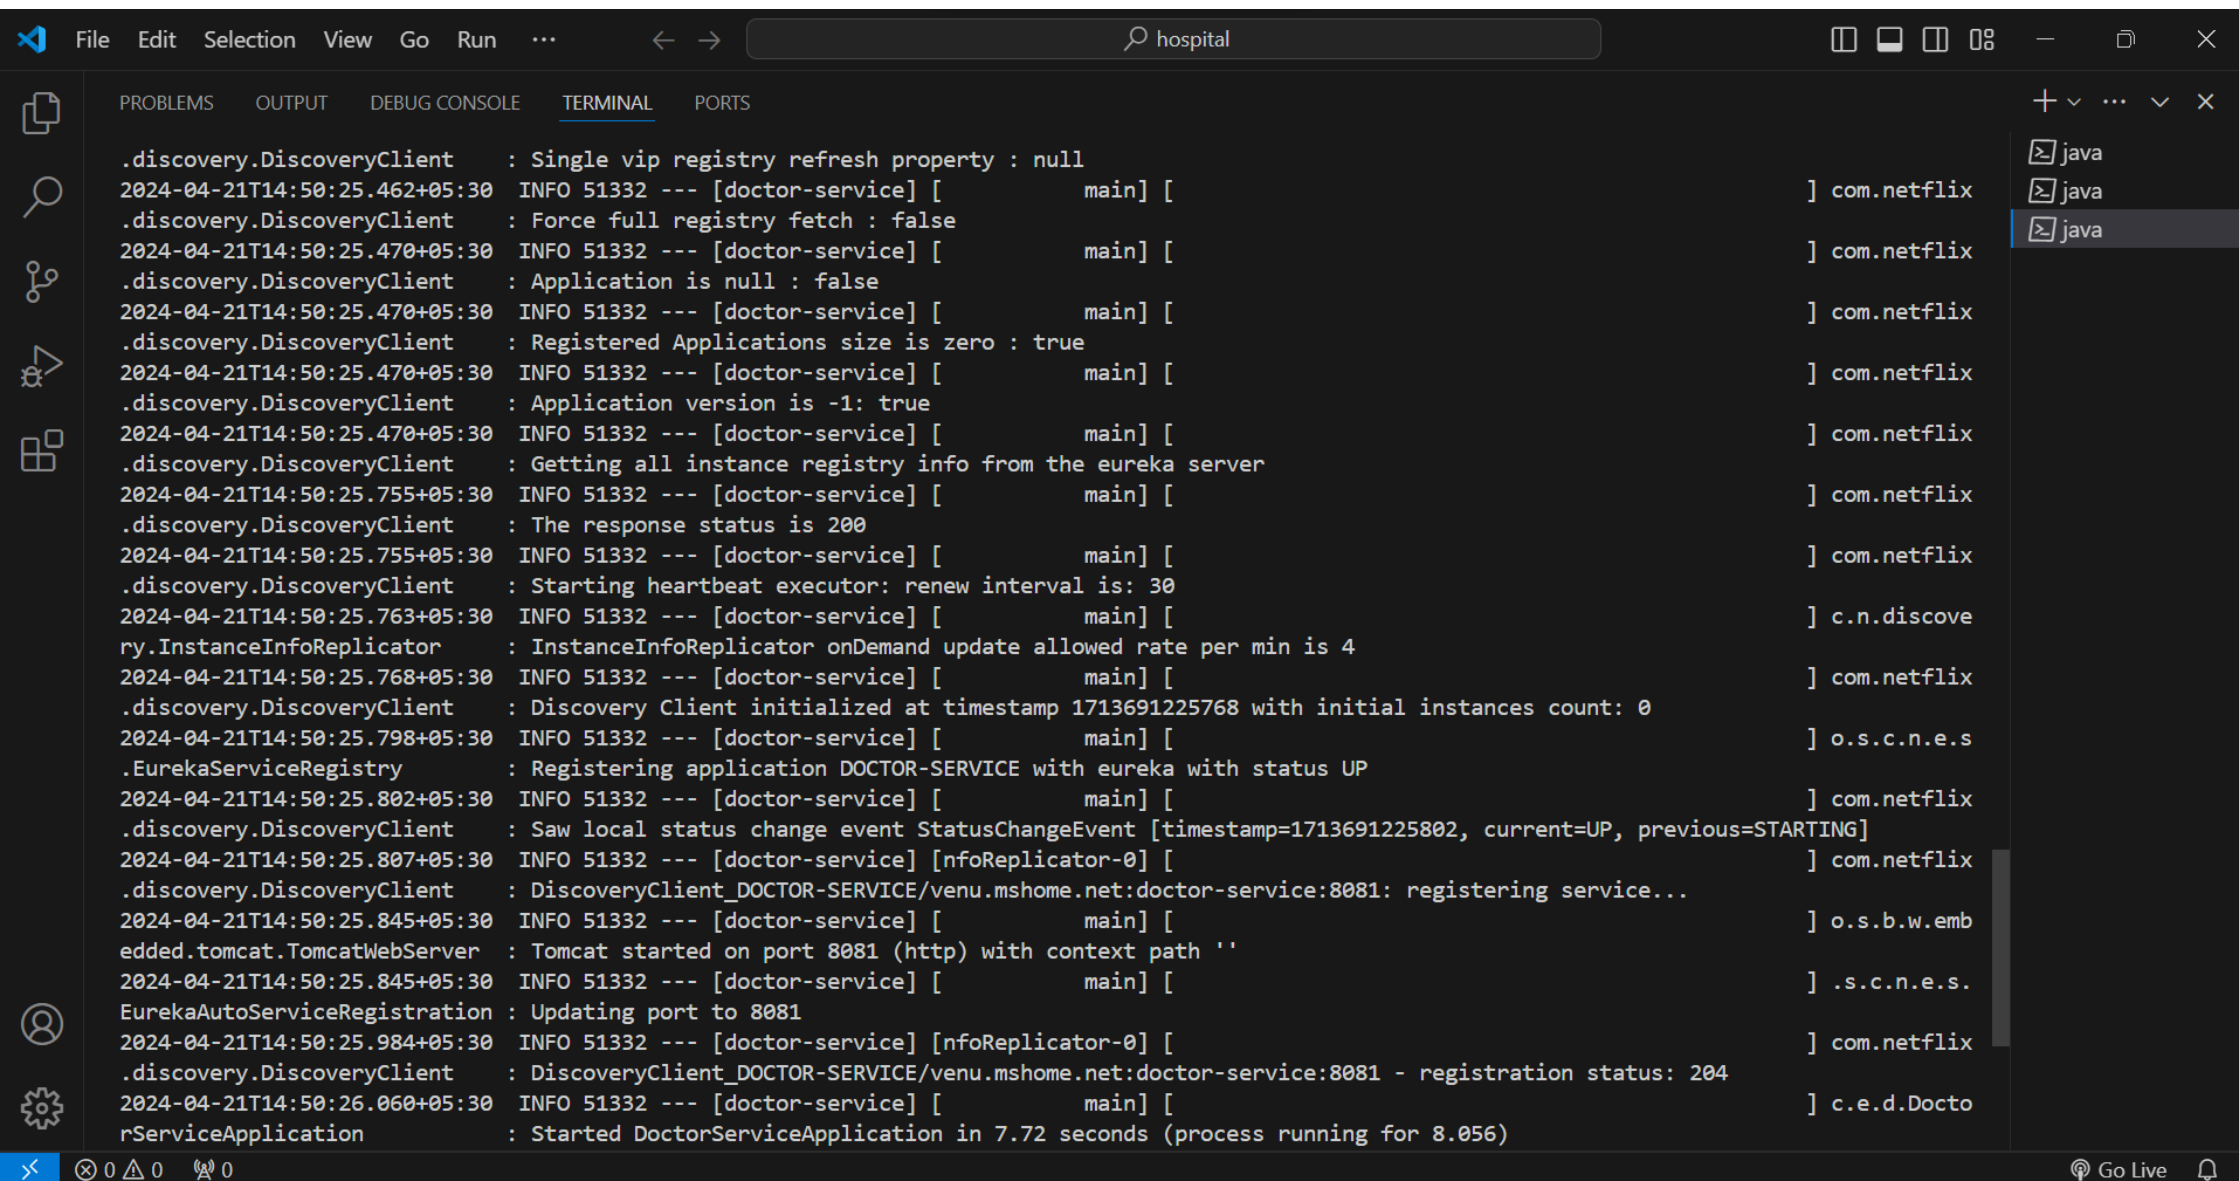 File Edit Selection View Go Run ··· ← → hospital
PROBLEMS OUTPUT DEBUG CONSOLE TERMINAL PORTS
.discovery.DiscoveryClient    : Single vip registry refresh property : null
2024-04-21T14:50:25.462+05:30  INFO 51332 --- [doctor-service] [           main] [                                                 ] com.netflix
.discovery.DiscoveryClient    : Force full registry fetch : false
2024-04-21T14:50:25.470+05:30  INFO 51332 --- [doctor-service] [           main] [                                                 ] com.netflix
.discovery.DiscoveryClient    : Application is null : false
2024-04-21T14:50:25.470+05:30  INFO 51332 --- [doctor-service] [           main] [                                                 ] com.netflix
.discovery.DiscoveryClient    : Registered Applications size is zero : true
2024-04-21T14:50:25.470+05:30  INFO 51332 --- [doctor-service] [           main] [                                                 ] com.netflix
.discovery.DiscoveryClient    : Application version is -1: true
2024-04-21T14:50:25.470+05:30  INFO 51332 --- [doctor-service] [           main] [                                                 ] com.netflix
.discovery.DiscoveryClient    : Getting all instance registry info from the eureka server
2024-04-21T14:50:25.755+05:30  INFO 51332 --- [doctor-service] [           main] [                                                 ] com.netflix
.discovery.DiscoveryClient    : The response status is 200
2024-04-21T14:50:25.755+05:30  INFO 51332 --- [doctor-service] [           main] [                                                 ] com.netflix
.discovery.DiscoveryClient    : Starting heartbeat executor: renew interval is: 30
2024-04-21T14:50:25.763+05:30  INFO 51332 --- [doctor-service] [           main] [                                                 ] c.n.discove
ry.InstanceInfoReplicator     : InstanceInfoReplicator onDemand update allowed rate per min is 4
2024-04-21T14:50:25.768+05:30  INFO 51332 --- [doctor-service] [           main] [                                                 ] com.netflix
.discovery.DiscoveryClient    : Discovery Client initialized at timestamp 1713691225768 with initial instances count: 0
2024-04-21T14:50:25.798+05:30  INFO 51332 --- [doctor-service] [           main] [                                                 ] o.s.c.n.e.s
.EurekaServiceRegistry        : Registering application DOCTOR-SERVICE with eureka with status UP
2024-04-21T14:50:25.802+05:30  INFO 51332 --- [doctor-service] [           main] [                                                 ] com.netflix
.discovery.DiscoveryClient    : Saw local status change event StatusChangeEvent [timestamp=1713691225802, current=UP, previous=STARTING]
2024-04-21T14:50:25.807+05:30  INFO 51332 --- [doctor-service] [nfoReplicator-0] [                                                 ] com.netflix
.discovery.DiscoveryClient    : DiscoveryClient_DOCTOR-SERVICE/venu.mshome.net:doctor-service:8081: registering service...
2024-04-21T14:50:25.845+05:30  INFO 51332 --- [doctor-service] [           main] [                                                 ] o.s.b.w.emb
edded.tomcat.TomcatWebServer  : Tomcat started on port 8081 (http) with context path ''
2024-04-21T14:50:25.845+05:30  INFO 51332 --- [doctor-service] [           main] [                                                 ] .s.c.n.e.s.
EurekaAutoServiceRegistration : Updating port to 8081
2024-04-21T14:50:25.984+05:30  INFO 51332 --- [doctor-service] [nfoReplicator-0] [                                                 ] com.netflix
.discovery.DiscoveryClient    : DiscoveryClient_DOCTOR-SERVICE/venu.mshome.net:doctor-service:8081 - registration status: 204
2024-04-21T14:50:26.060+05:30  INFO 51332 --- [doctor-service] [           main] [                                                 ] c.e.d.Docto
rServiceApplication           : Started DoctorServiceApplication in 7.72 seconds (process running for 8.056)
java
java
java
0 0 0 Go Live